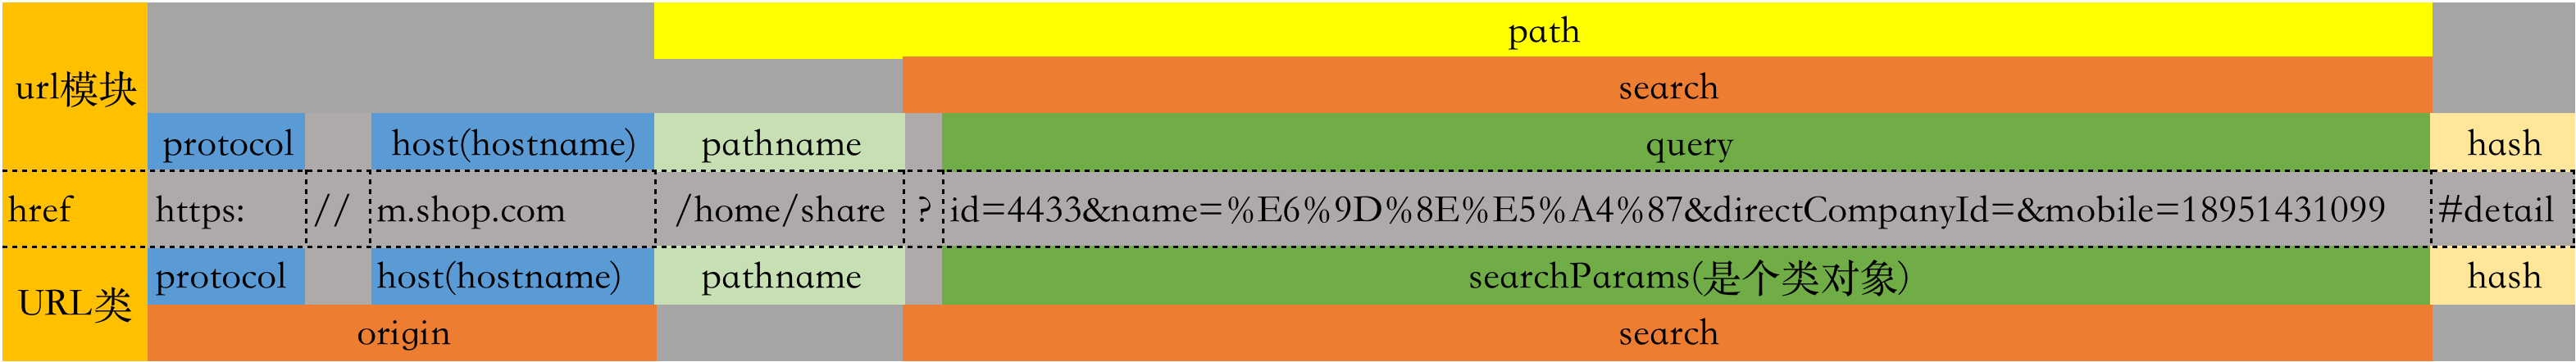 path
url模块
search
protocol host(hostname) pathname query hash
href https: // m.shop.com /home/share ? id=4433&name=%E6%9D%8E%E5%A4%87&directCompanyId=&mobile=18951431099 #detail
protocol host(hostname) pathname searchParams(是个类对象) hash
URL类
origin search